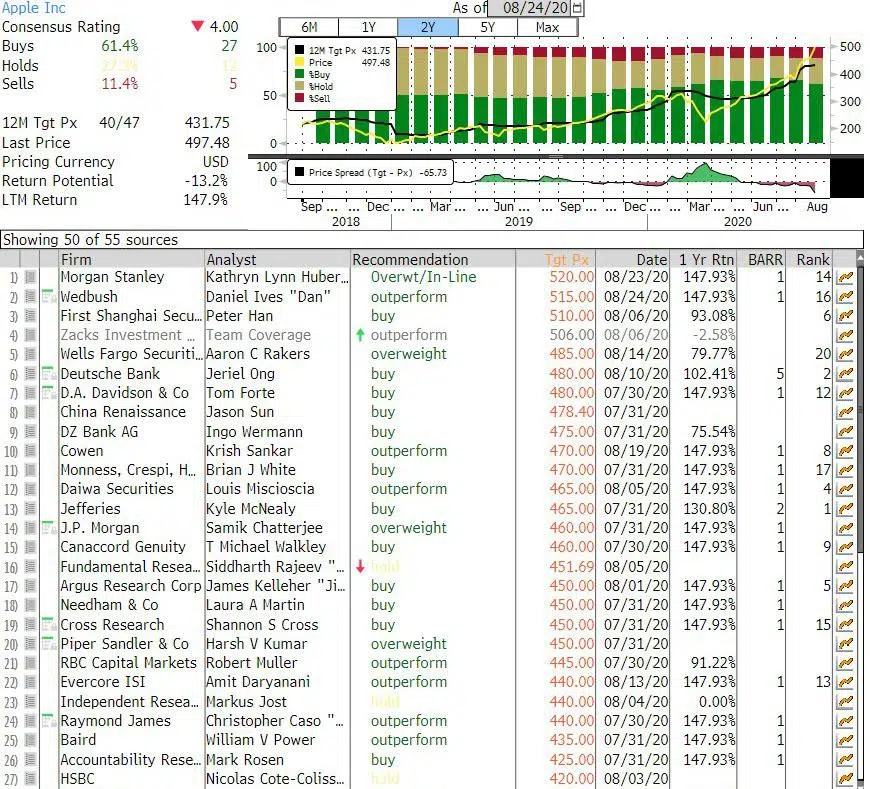 Apple Inc
As of 08/24/20
Consensus Rating ▼ 4.00
6M 1Y 2Y 5Y Max
Buys 61.4% 27
Holds 27.3% 12
Sells 11.4% 5
12M Tgt Px 40/47 431.75
Last Price 497.48
Pricing Currency USD
Return Potential -13.2%
LTM Return 147.9%
100
50
0
12M Tgt Px 431.75
Price 497.48
%Buy
%Hold
%Sell
500
400
300
200
100
0
Price Spread (Tgt - Px) -65.73
Sep ... Dec Mar ... Jun ... Sep ... Dec Mar ... Jun ... Aug
2018 2019 2020
Showing 50 of 55 sources
Firm Analyst Recommendation Tgt Px Date 1 Yr Rtn BARR Rank
1) Morgan Stanley Kathryn Lynn Huber... Overwt/In-Line 520.00 08/23/20 147.93% 1 14
2) Wedbush Daniel Ives "Dan" outperform 515.00 08/24/20 147.93% 1 16
3) First Shanghai Secu... Peter Han buy 510.00 08/06/20 93.08% 6
4) Zacks Investment ... Team Coverage ↑ outperform 506.00 08/06/20 -2.58%
5) Wells Fargo Securiti... Aaron C Rakers overweight 485.00 08/14/20 79.77% 20
6) Deutsche Bank Jeriel Ong buy 480.00 08/10/20 102.41% 5 2
7) D.A. Davidson & Co Tom Forte buy 480.00 07/30/20 147.93% 1 12
8) China Renaissance Jason Sun buy 478.40 07/31/20
9) DZ Bank AG Ingo Wermann buy 475.00 07/31/20 75.54%
10) Cowen Krish Sankar outperform 470.00 08/19/20 147.93% 1 8
11) Monness, Crespi, H... Brian J White buy 470.00 07/31/20 147.93% 1 17
12) Daiwa Securities Louis Miscioscia outperform 465.00 08/05/20 147.93% 1 4
13) Jefferies Kyle McNealy buy 465.00 07/31/20 130.80% 2 1
14) J.P. Morgan Samik Chatterjee overweight 460.00 07/31/20 147.93% 1
15) Canaccord Genuity T Michael Walkley buy 460.00 07/30/20 147.93% 1 9
16) Fundamental Resea... Siddharth Rajeev "... ↓ hold 451.69 08/05/20
17) Argus Research Corp James Kelleher "Ji... buy 450.00 08/01/20 147.93% 1 5
18) Needham & Co Laura A Martin buy 450.00 07/31/20 147.93% 1
19) Cross Research Shannon S Cross buy 450.00 07/31/20 147.93% 1 15
20) Piper Sandler & Co Harsh V Kumar overweight 450.00 07/31/20
21) RBC Capital Markets Robert Muller outperform 445.00 07/30/20 91.22%
22) Evercore ISI Amit Daryanani outperform 440.00 08/13/20 147.93% 1 13
23) Independent Resea... Markus Jost hold 440.00 08/04/20 0.00%
24) Raymond James Christopher Caso "... outperform 440.00 07/30/20 147.93% 1
25) Baird William V Power outperform 435.00 07/31/20 147.93% 1
26) Accountability Rese... Mark Rosen buy 425.00 07/31/20 147.93% 1
27) HSBC Nicolas Cote-Coliss... hold 420.00 08/03/20